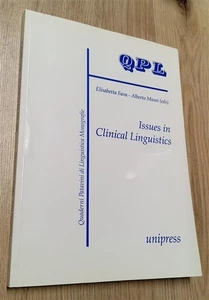 QPL
Elisabetta Fava - Alberto Mioni (eds)
Issues in
Clinical Linguistics
Quaderni Patavini di Linguistica Monografie
unipress